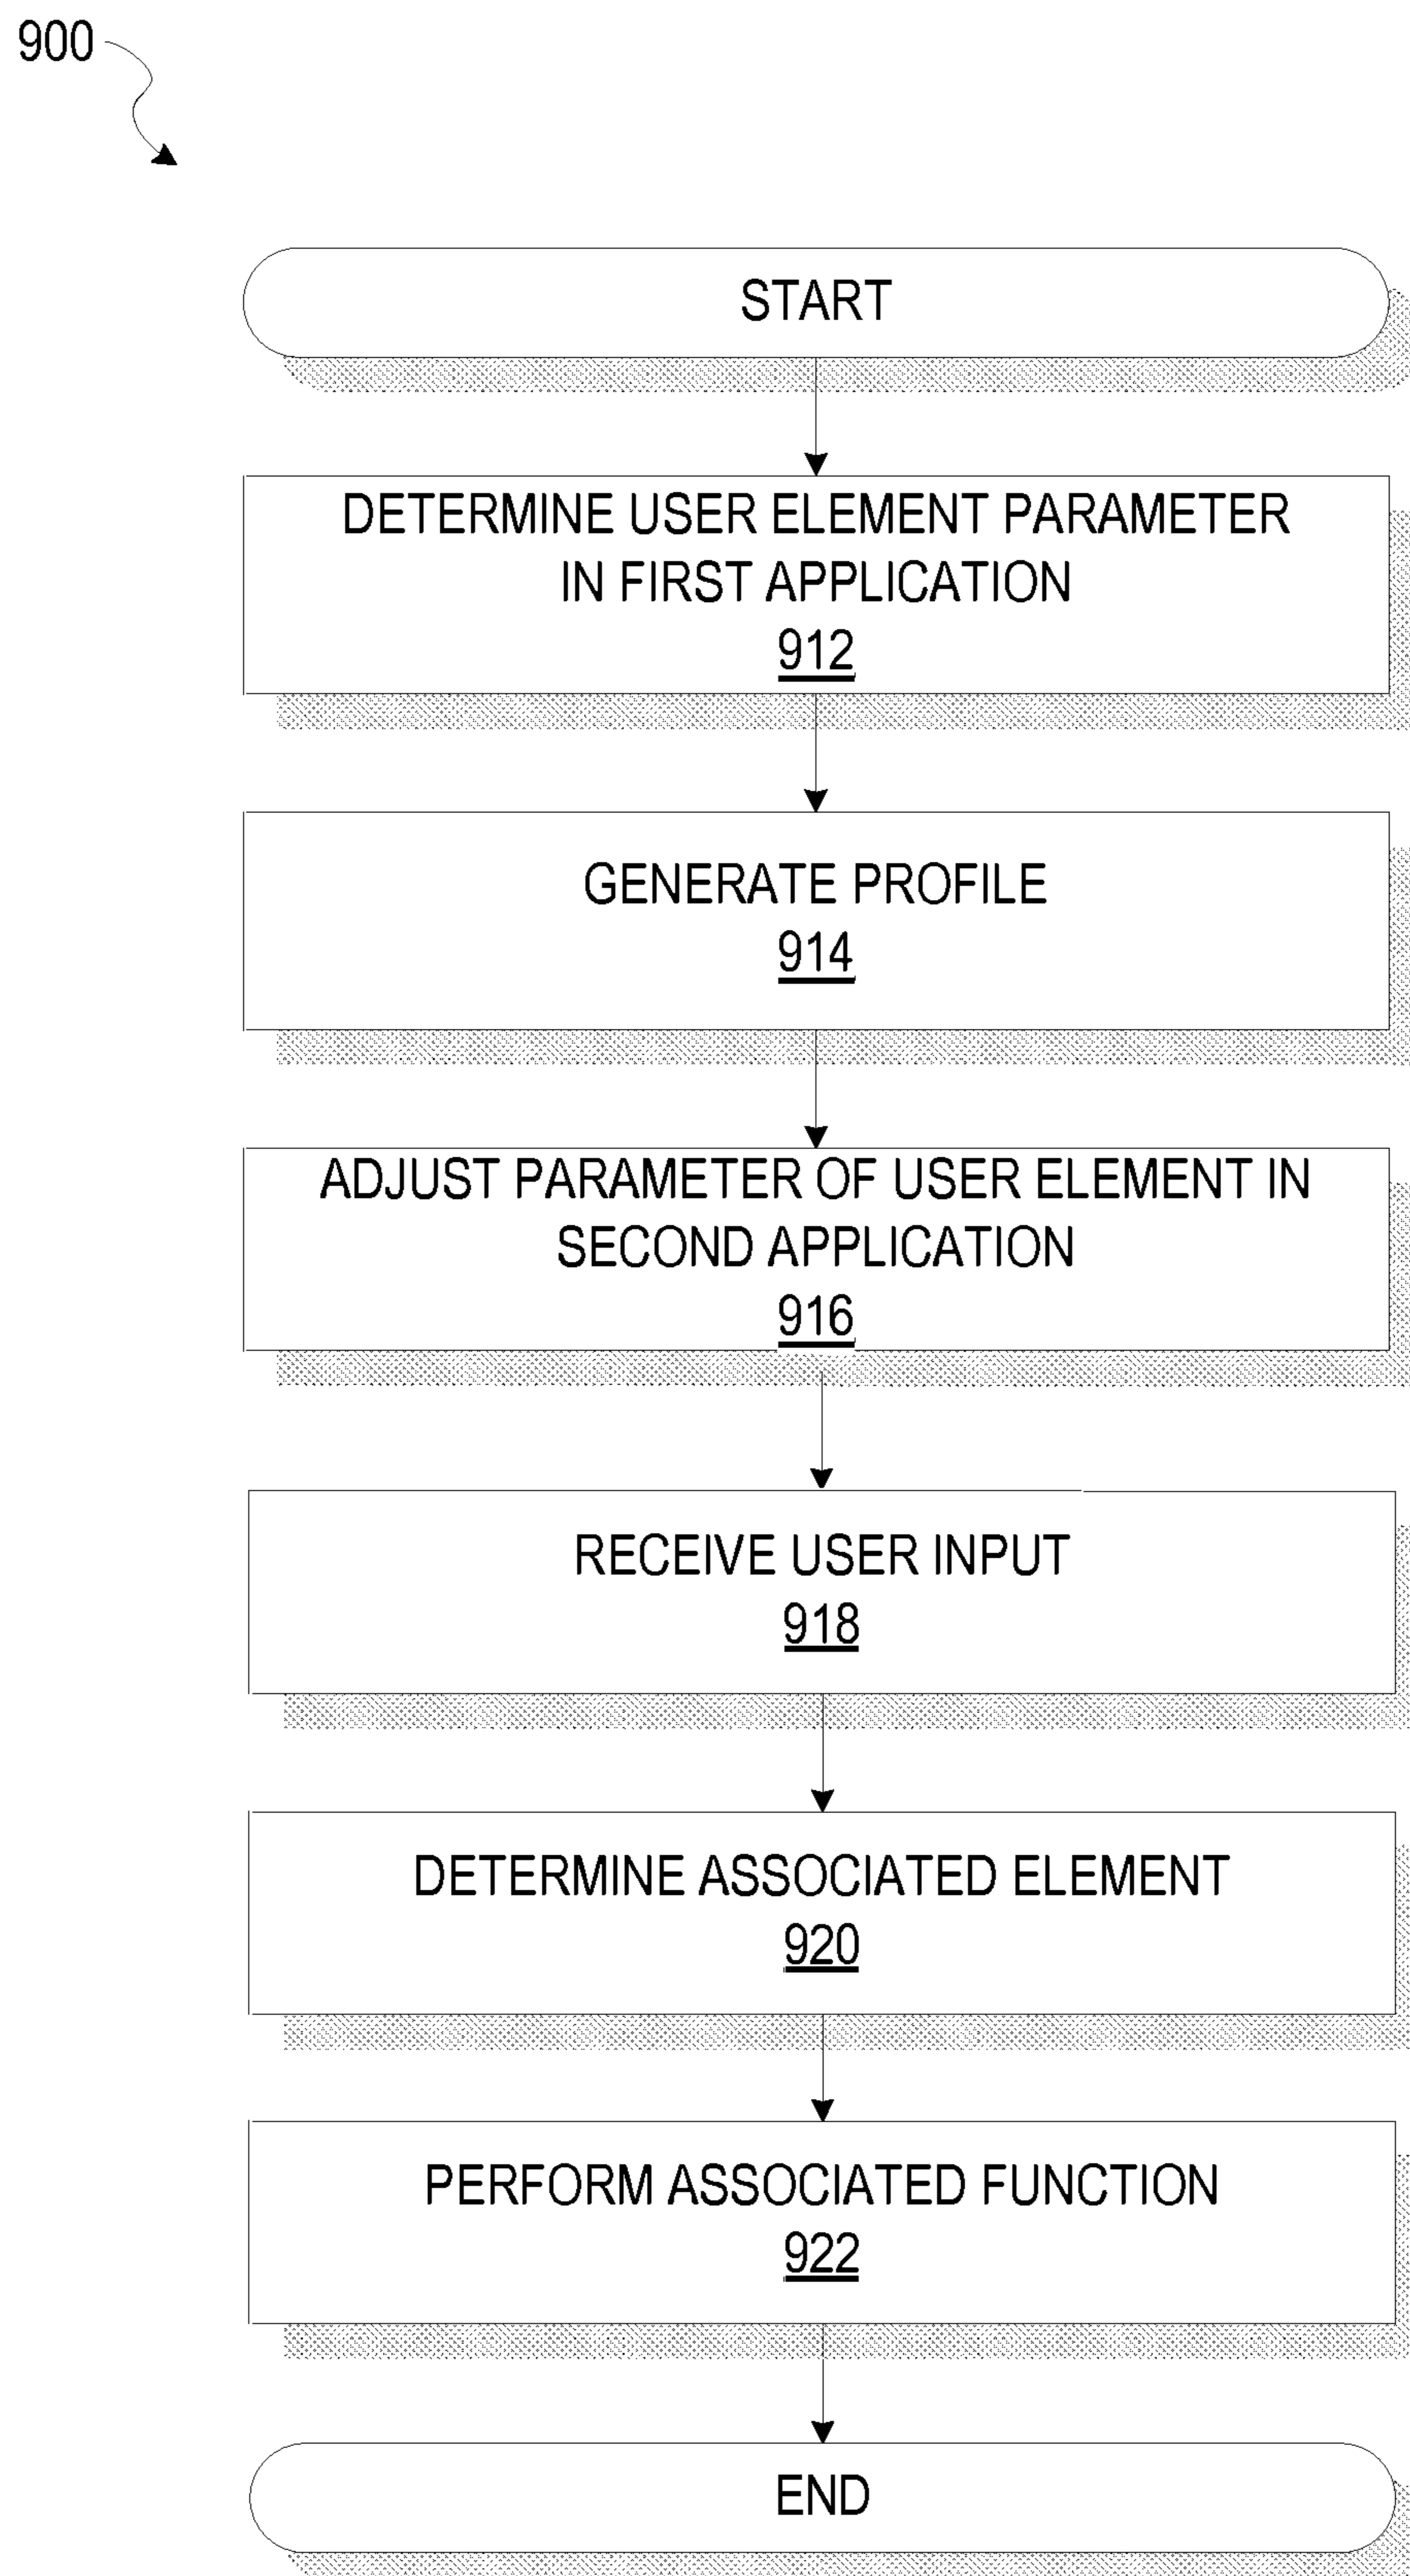 900
START
DETERMINE USER ELEMENT PARAMETER
IN FIRST APPLICATION
912
GENERATE PROFILE
914
ADJUST PARAMETER OF USER ELEMENT IN
SECOND APPLICATION
916
RECEIVE USER INPUT
918
DETERMINE ASSOCIATED ELEMENT
920
PERFORM ASSOCIATED FUNCTION
922
END